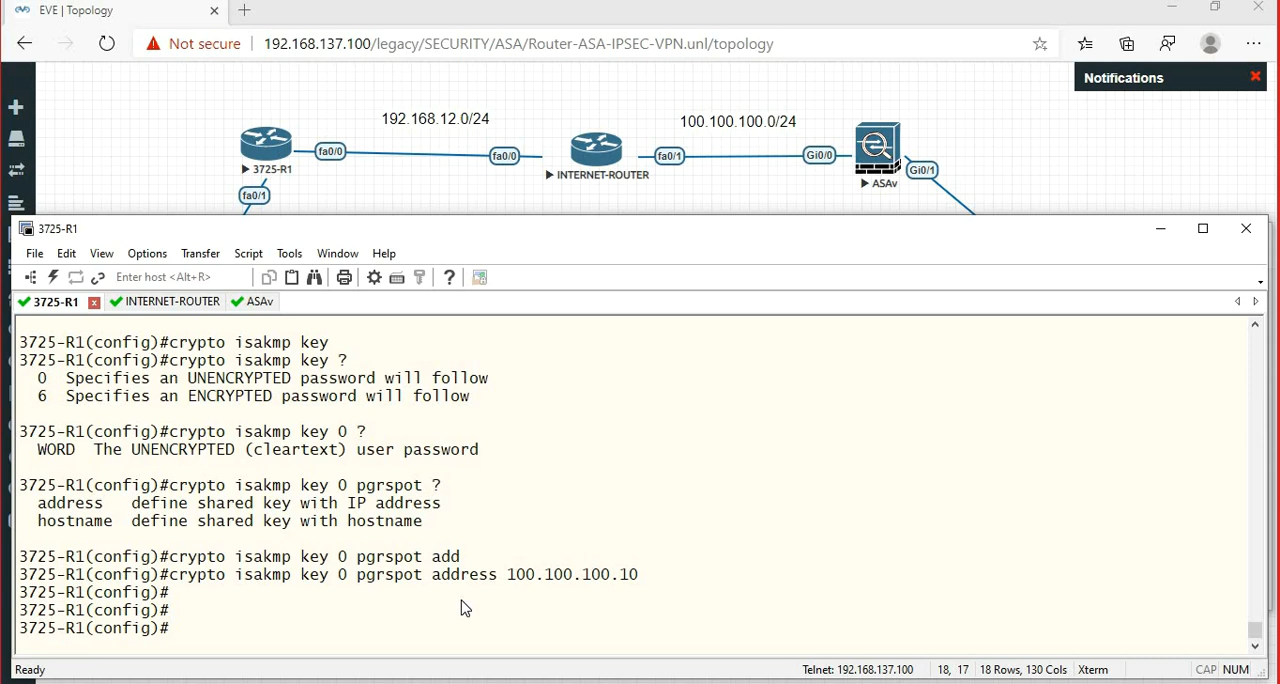 EVE | Topology
Not secure
192.168.137.100/legacy/SECURITY/ASA/Router-ASA-IPSEC-VPN.unl/topology
Notifications
192.168.12.0/24
100.100.100.0/24
fa0/0
fa0/0
fa0/1
Gi0/0
Gi0/1
3725-R1
INTERNET-ROUTER
ASAv
fa0/1
3725-R1
File Edit View Options Transfer Script Tools Window Help
Enter host <Alt+R>
3725-R1 INTERNET-ROUTER ASAv
3725-R1(config)#crypto isakmp key
3725-R1(config)#crypto isakmp key ?
0 Specifies an UNENCRYPTED password will follow
6 Specifies an ENCRYPTED password will follow
3725-R1(config)#crypto isakmp key 0 ?
WORD The UNENCRYPTED (cleartext) user password
3725-R1(config)#crypto isakmp key 0 pgrspot ?
address define shared key with IP address
hostname define shared key with hostname
3725-R1(config)#crypto isakmp key 0 pgrspot add
3725-R1(config)#crypto isakmp key 0 pgrspot address 100.100.100.10
3725-R1(config)#
3725-R1(config)#
3725-R1(config)#
Ready Telnet: 192.168.137.100 18, 17 18 Rows, 130 Cols Xterm CAP NUM